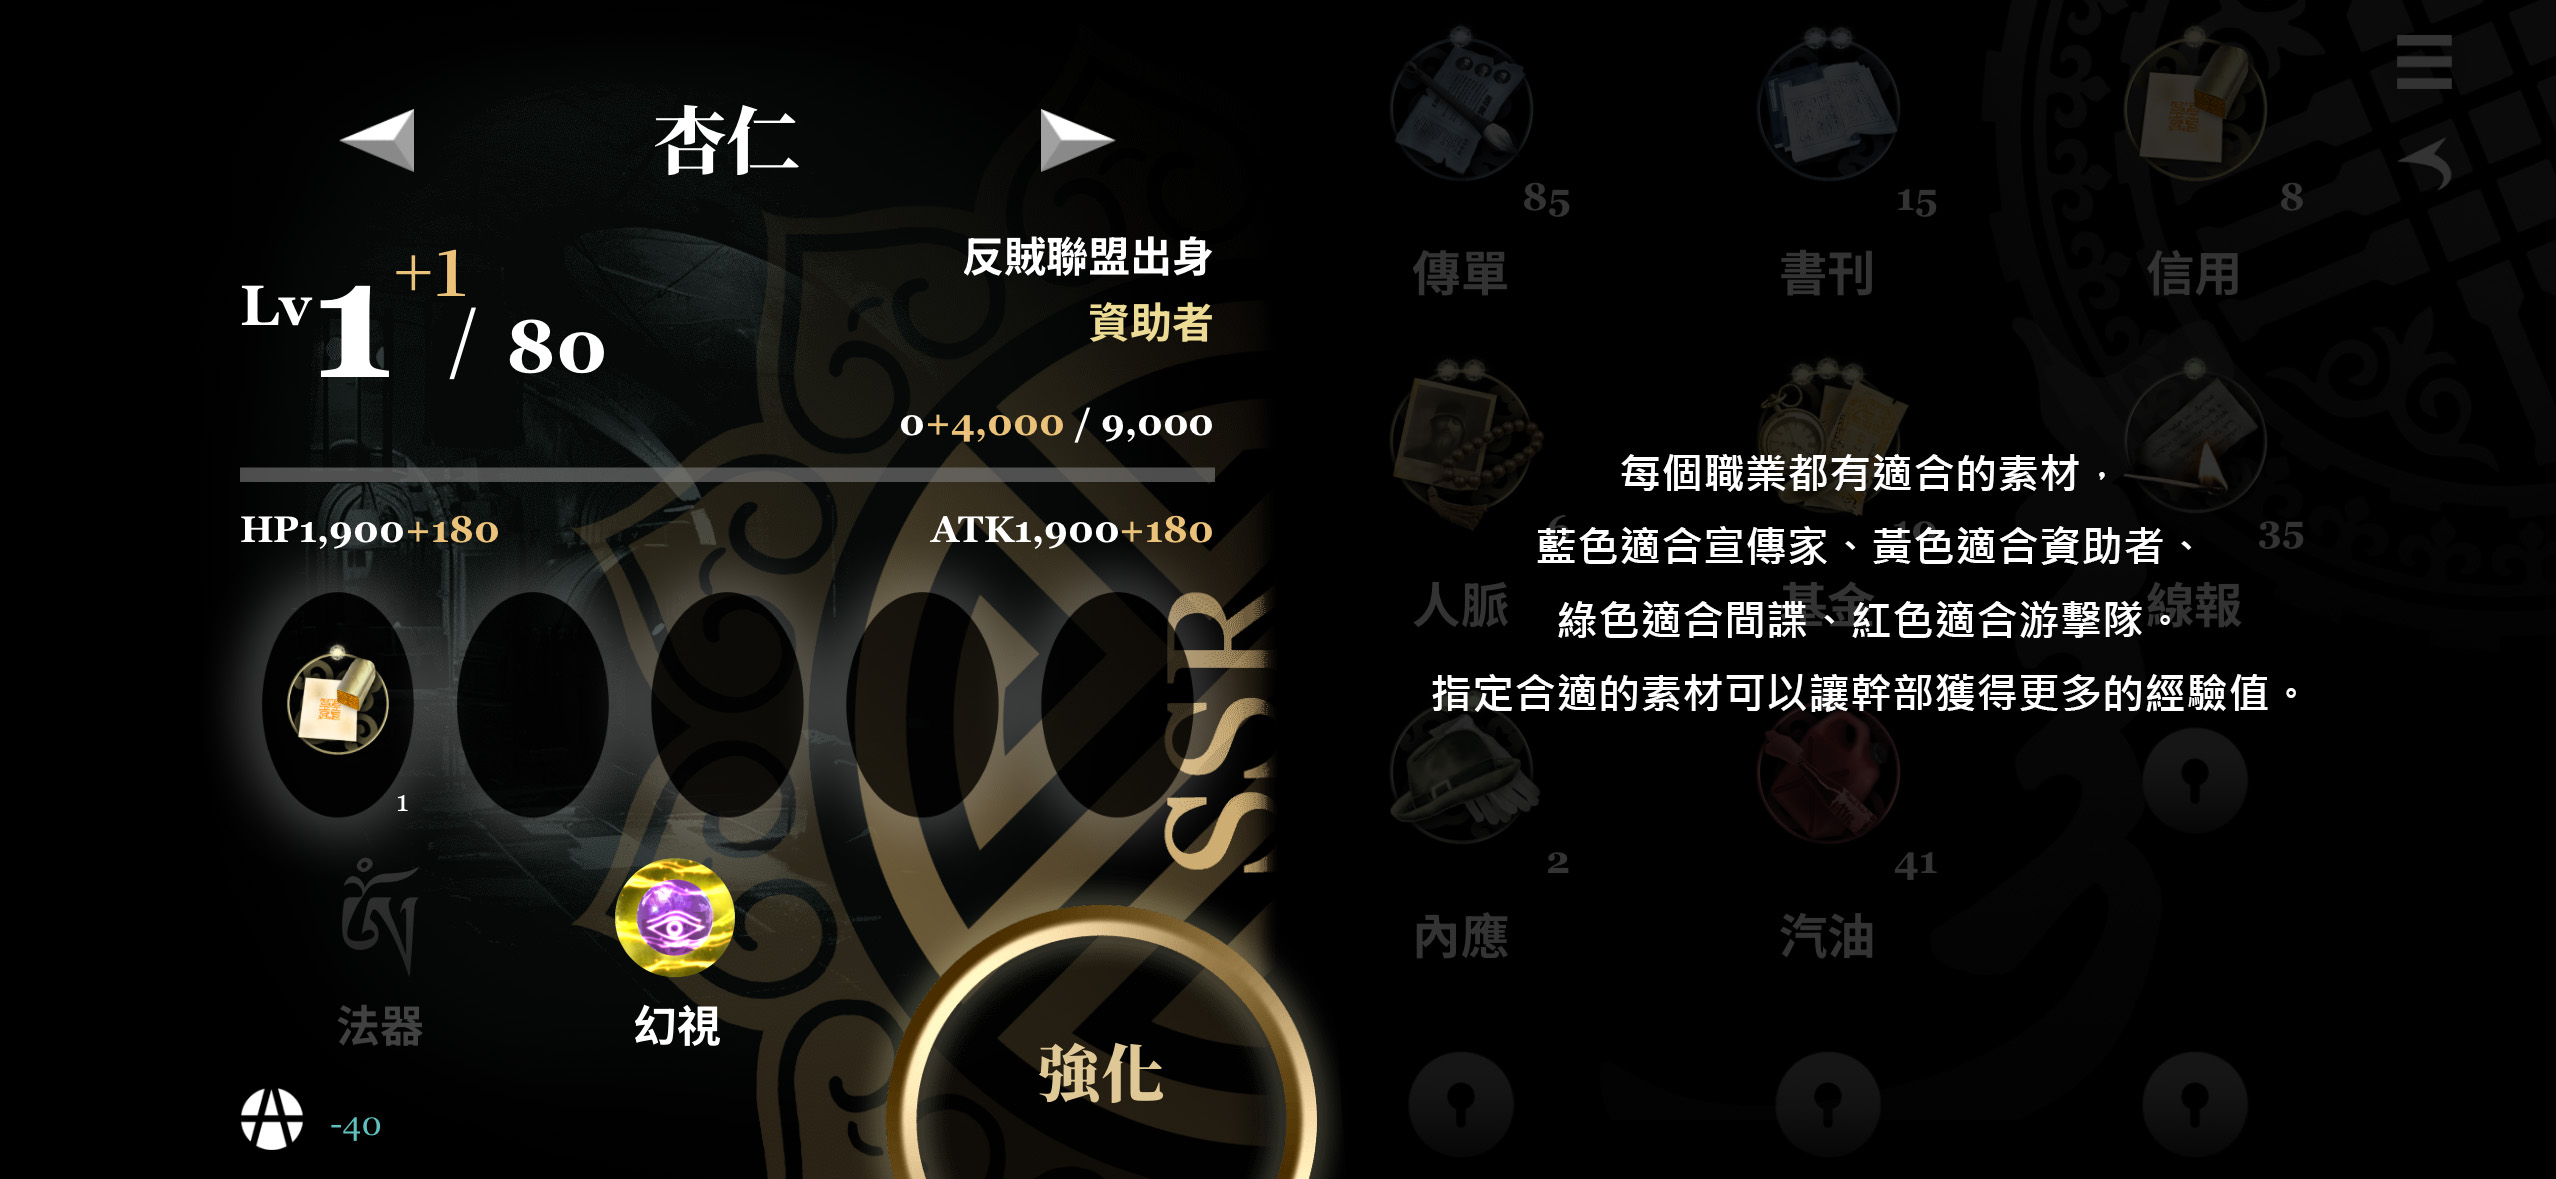 杏仁
Lv1+1/80
反賊聯盟出身
資助者
0+4,000 / 9,000
HP1,900+180
ATK1,900+180
1
SSR
法器
幻視
-40
強化
85
15
8
傳單
書刊
信用
每個職業都有適合的素材，
6
19
35
藍色適合宣傳家、黃色適合資助者、
人脈
基金
線報
綠色適合間諜、紅色適合游擊隊。
指定合適的素材可以讓幹部獲得更多的經驗值。
2
41
內應
汽油